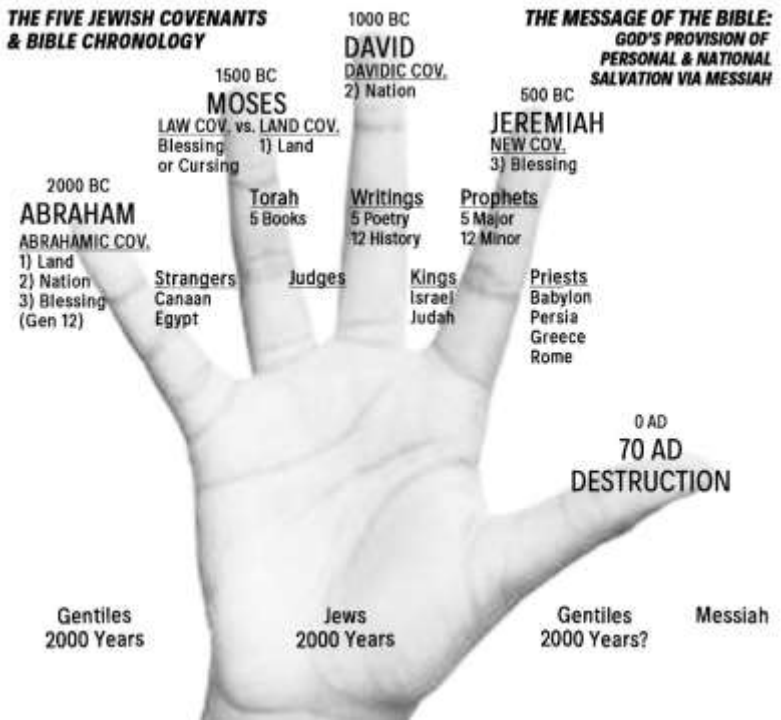 THE FIVE JEWISH COVENANTS
& BIBLE CHRONOLOGY
THE MESSAGE OF THE BIBLE:
GOD'S PROVISION OF
PERSONAL & NATIONAL
SALVATION VIA MESSIAH
2000 BC
ABRAHAM
ABRAHAMIC COV.
1) Land
2) Nation
3) Blessing
(Gen 12)
1500 BC
MOSES
LAW COV. vs. LAND COV.
Blessing 1) Land
or Cursing
1000 BC
DAVID
DAVIDIC COV.
2) Nation
500 BC
JEREMIAH
NEW COV.
3) Blessing
Torah
5 Books
Writings
5 Poetry
12 History
Prophets
5 Major
12 Minor
Strangers
Canaan
Egypt
Judges
Kings
Israel
Judah
Priests
Babylon
Persia
Greece
Rome
0 AD
70 AD
DESTRUCTION
Gentiles
2000 Years
Jews
2000 Years
Gentiles
2000 Years?
Messiah